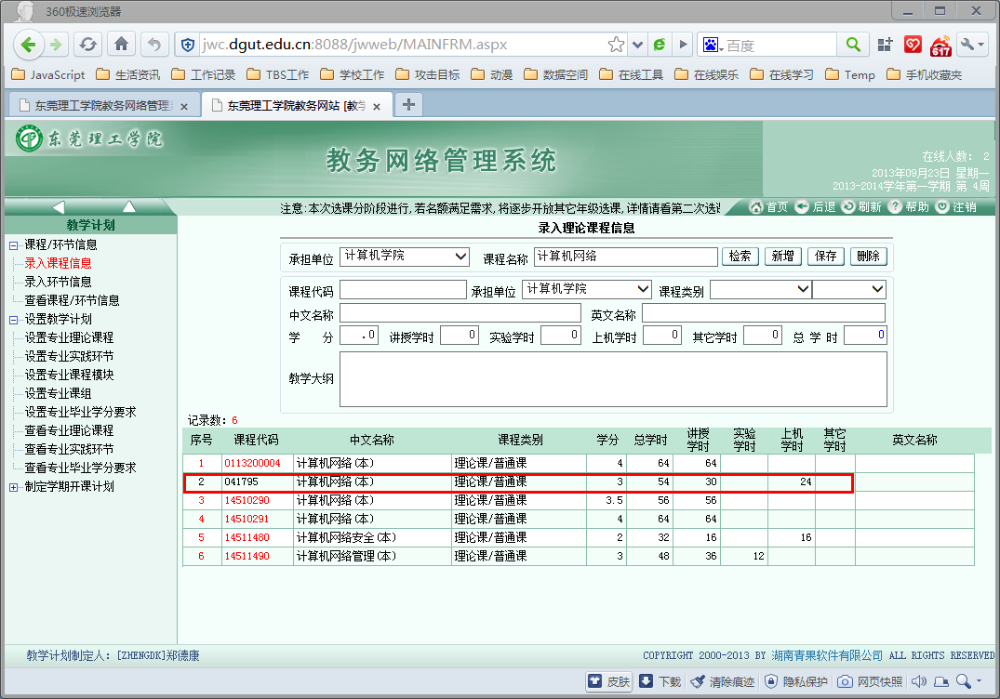 360极速浏览器
jwc.dgut.edu.cn:8088/jwweb/MAINFRM.aspx 百度 617
JavaScript 生活资讯 工作记录 TBS工作 学校工作 攻击目标 动漫 数据空间 在线工具 在线娱乐 在线学习 Temp 手机收藏夹
东莞理工学院教务网络管理 东莞理工学院教务网站 [教学
东莞理工学院
教务网络管理系统
在线人数： 2
2013年09月23日 星期一
2013-2014学年第一学期 第 4周
注意:本次选课分阶段进行,若名额满足需求,将逐步开放其它年级选课,详情请看第二次选 首页 后退 刷新 帮助 注销
教学计划
课程/环节信息
录入课程信息
录入环节信息
查看课程/环节信息
设置教学计划
设置专业理论课程
设置专业实践环节
设置专业课程模块
设置专业课组
设置专业毕业学分要求
查看专业理论课程
查看专业实践环节
查看专业毕业学分要求
制定学期开课计划
录入理论课程信息
承担单位 计算机学院 课程名称 计算机网络 检索 新增 保存 删除
课程代码 承担单位 计算机学院 课程类别
中文名称 英文名称
学 分 .0 讲授学时 0 实验学时 0 上机学时 0 其它学时 0 总 学 时 0
教学大纲
记录数：6
序号 课程代码 中文名称 课程类别 学分 总学时 讲授学时 实验学时 上机学时 其它学时 英文名称
1 0113200004 计算机网络(本) 理论课/普通课 4 64 64
2 041795 计算机网络(本) 理论课/普通课 3 54 30 24
3 14510290 计算机网络(本) 理论课/普通课 3.5 56 56
4 14510291 计算机网络(本) 理论课/普通课 4 64 64
5 14511480 计算机网络安全(本) 理论课/普通课 2 32 16 16
6 14511490 计算机网络管理(本) 理论课/普通课 3 48 36 12
教学计划制定人：[ZHENGDK]郑德康 COPYRIGHT 2000-2013 BY 湖南青果软件有限公司 ALL RIGHTS RESERVED
皮肤 下载 清除痕迹 隐私保护 网页快照